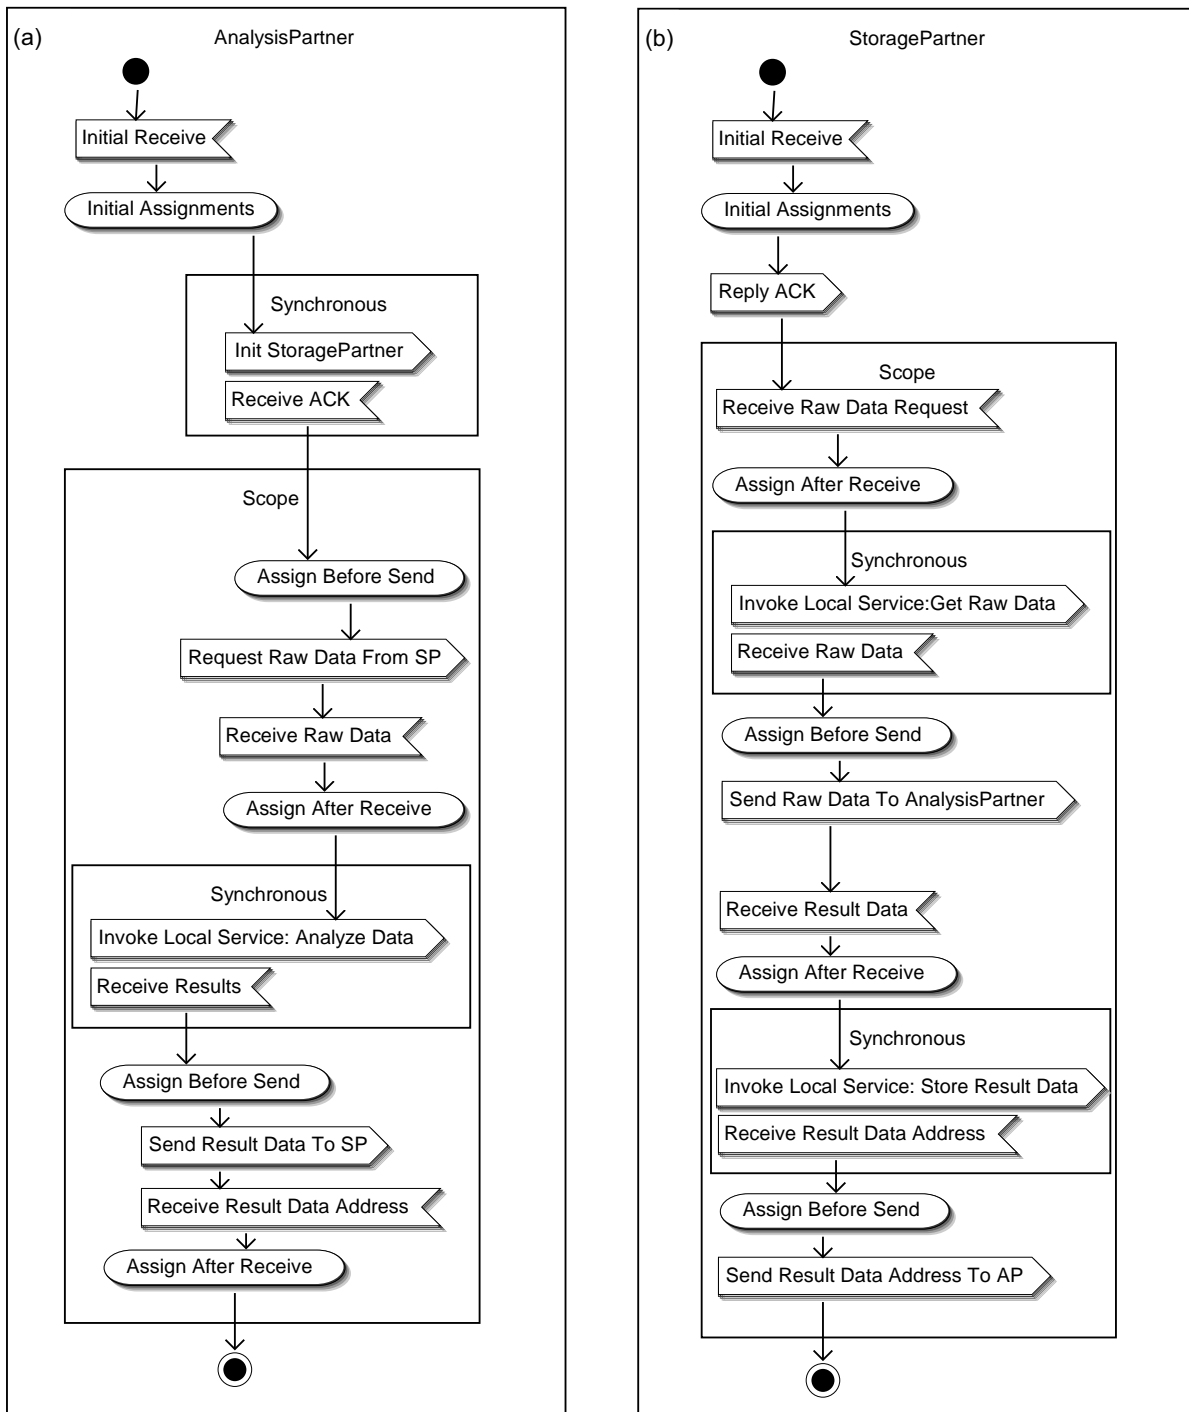 (a)
AnalysisPartner
Initial Receive
Initial Assignments
Synchronous
Init StoragePartner
Receive ACK
Scope
Assign Before Send
Request Raw Data From SP
Receive Raw Data
Assign After Receive
Synchronous
Invoke Local Service: Analyze Data
Receive Results
Assign Before Send
Send Result Data To SP
Receive Result Data Address
Assign After Receive
(b)
StoragePartner
Initial Receive
Initial Assignments
Reply ACK
Scope
Receive Raw Data Request
Assign After Receive
Synchronous
Invoke Local Service:Get Raw Data
Receive Raw Data
Assign Before Send
Send Raw Data To AnalysisPartner
Receive Result Data
Assign After Receive
Synchronous
Invoke Local Service: Store Result Data
Receive Result Data Address
Assign Before Send
Send Result Data Address To AP